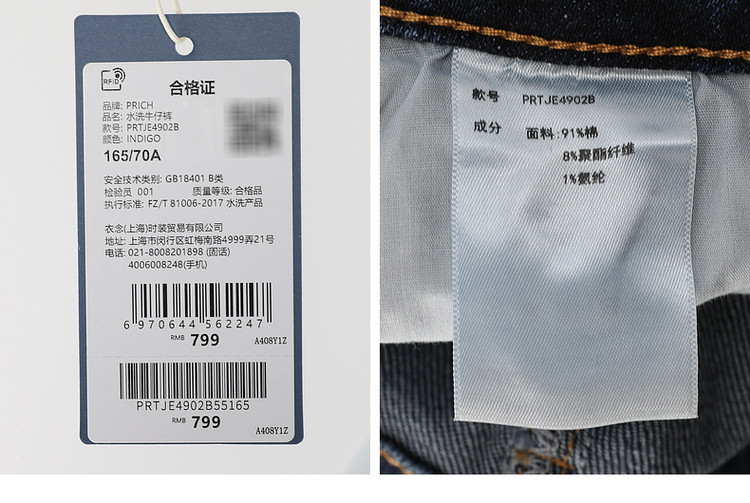 RFID
合格证
品牌: PRICH
品名: 水洗牛仔裤
款号: PRTJE4902B
颜色: INDIGO
165/70A
安全技术类别: GB18401 B类
检验员 001 质量等级: 合格品
执行标准: FZ/T 81006-2017 水洗产品
衣念(上海)时装贸易有限公司
地址: 上海市闵行区虹梅南路4999弄21号
电话: 021-8008201898 (固话)
4006008248(手机)
6 970644 562247
RMB 799 A408Y1Z
PRTJE4902B55165
RMB 799
A408Y1Z
款号 PRTJE4902B
成分 面料:91%棉
8%聚酯纤维
1%氨纶